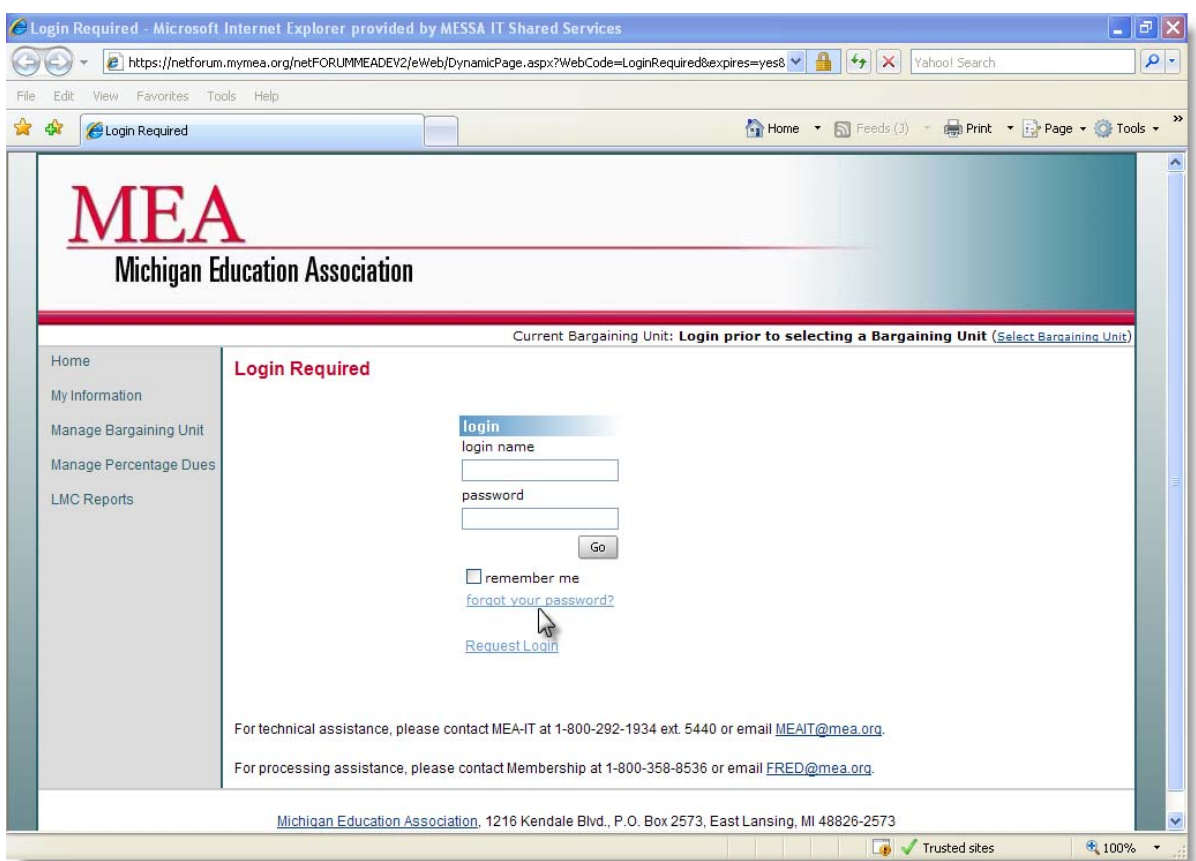 Login Required - Microsoft Internet Explorer provided by MESSA IT Shared Services
https://netforum.mymea.org/netFORUMMEADEV2/eWeb/DynamicPage.aspx?WebCode=LoginRequired&expires=yes& Yahoo! Search
File Edit View Favorites Tools Help
Login Required Home Feeds (J) Print Page Tools »
MEA
Michigan Education Association
Current Bargaining Unit: Login prior to selecting a Bargaining Unit (Select Bargaining Unit)
Home
My Information
Manage Bargaining Unit
Manage Percentage Dues
LMC Reports
Login Required
login
login name
password
Go
remember me
forgot your password?
Request Login
For technical assistance, please contact MEA-IT at 1-800-292-1934 ext. 5440 or email MEAIT@mea.org.
For processing assistance, please contact Membership at 1-800-358-8536 or email FRED@mea.org.
Michigan Education Association, 1216 Kendale Blvd., P.O. Box 2573, East Lansing, MI 48826-2573
Trusted sites 100%